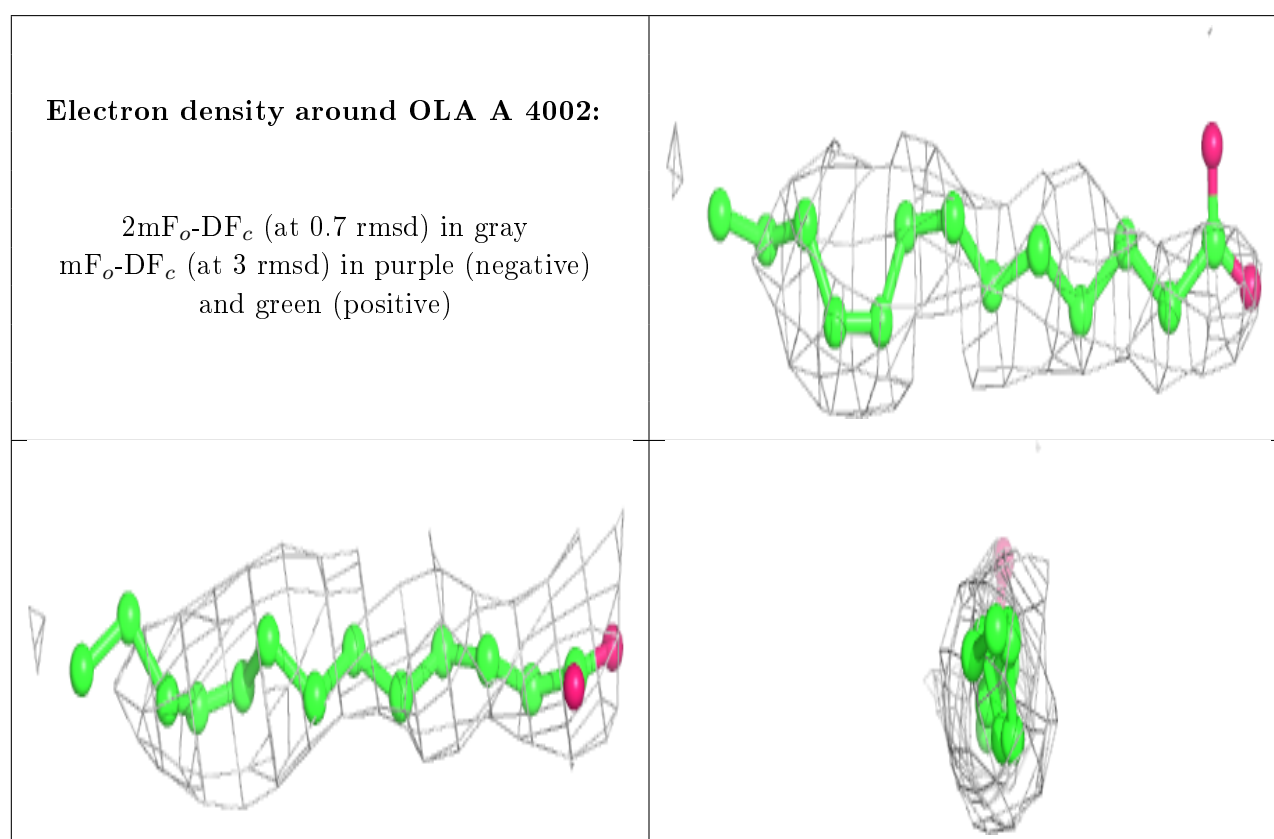 Electron density around OLA A 4002:
2mFo-DFc (at 0.7 rmsd) in gray
mFo-DFc (at 3 rmsd) in purple (negative)
and green (positive)